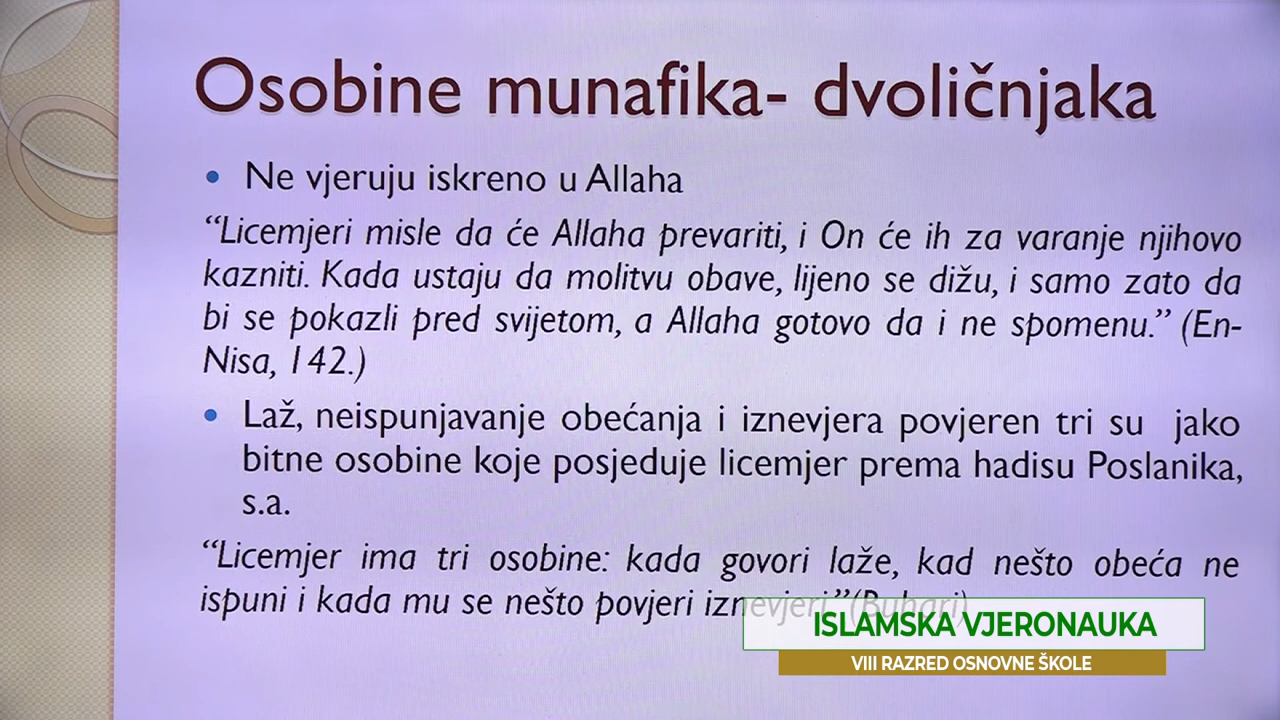 Osobine munafika- dvoličnjaka
• Ne vjeruju iskreno u Allaha
“Licemjeri misle da će Allaha prevariti, i On će ih za varanje njihovo
kazniti. Kada ustaju da molitvu obave, lijeno se dižu, i samo zato da
bi se pokazli pred svijetom, a Allaha gotovo da i ne spomenu.” (En-
Nisa, 142.)
• Laž, neispunjavanje obećanja i iznevjera povjeren tri su jako
bitne osobine koje posjeduje licemjer prema hadisu Poslanika,
s.a.
“Licemjer ima tri osobine: kada govori laže, kad nešto obeća ne
ispuni i kada mu se nešto povjeri iznevjeri.”(Buhari)
ISLAMSKA VJERONAUKA
VIII RAZRED OSNOVNE ŠKOLE